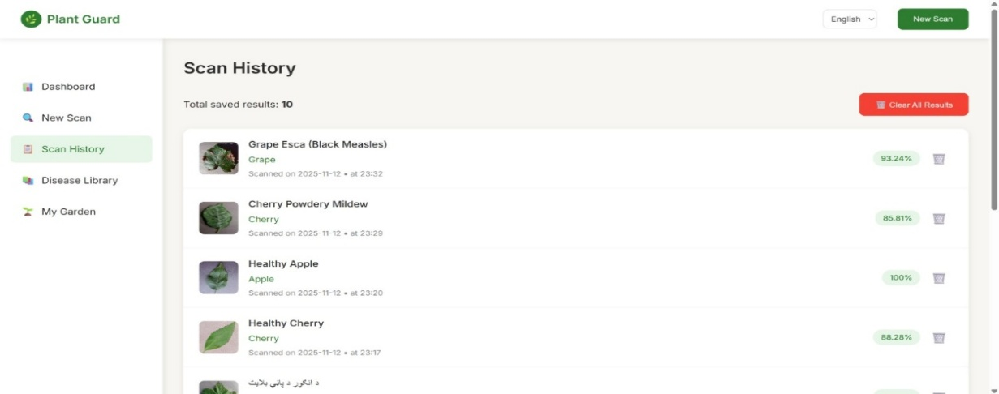 Plant Guard
English
New Scan
Dashboard
New Scan
Scan History
Disease Library
My Garden
Scan History
Total saved results: 10
Clear All Results
Grape Esca (Black Measles)
Grape
Scanned on 2025-11-12 • at 23:32
93.24%
Cherry Powdery Mildew
Cherry
Scanned on 2025-11-12 • at 23:29
85.81%
Healthy Apple
Apple
Scanned on 2025-11-12 • at 23:20
100%
Healthy Cherry
Cherry
Scanned on 2025-11-12 • at 23:17
88.28%
د انګور د پاڼې بلایټ